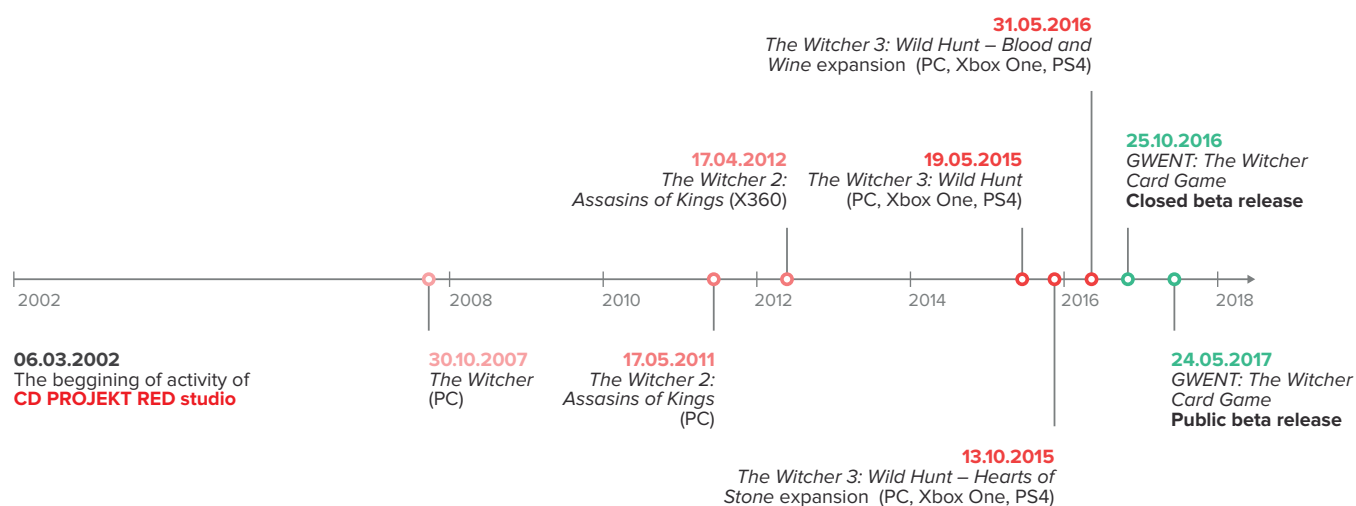 31.05.2016
The Witcher 3: Wild Hunt – Blood and
Wine expansion (PC, Xbox One, PS4)
25.10.2016
GWENT: The Witcher
Card Game
Closed beta release
17.04.2012
The Witcher 2:
Assasins of Kings (X360)
19.05.2015
The Witcher 3: Wild Hunt
(PC, Xbox One, PS4)
2002
2008
2010
2012
2014
2016
2018
06.03.2002
The beggining of activity of
CD PROJEKT RED studio
30.10.2007
The Witcher
(PC)
17.05.2011
The Witcher 2:
Assasins of Kings
(PC)
24.05.2017
GWENT: The Witcher
Card Game
Public beta release
13.10.2015
The Witcher 3: Wild Hunt – Hearts of
Stone expansion (PC, Xbox One, PS4)